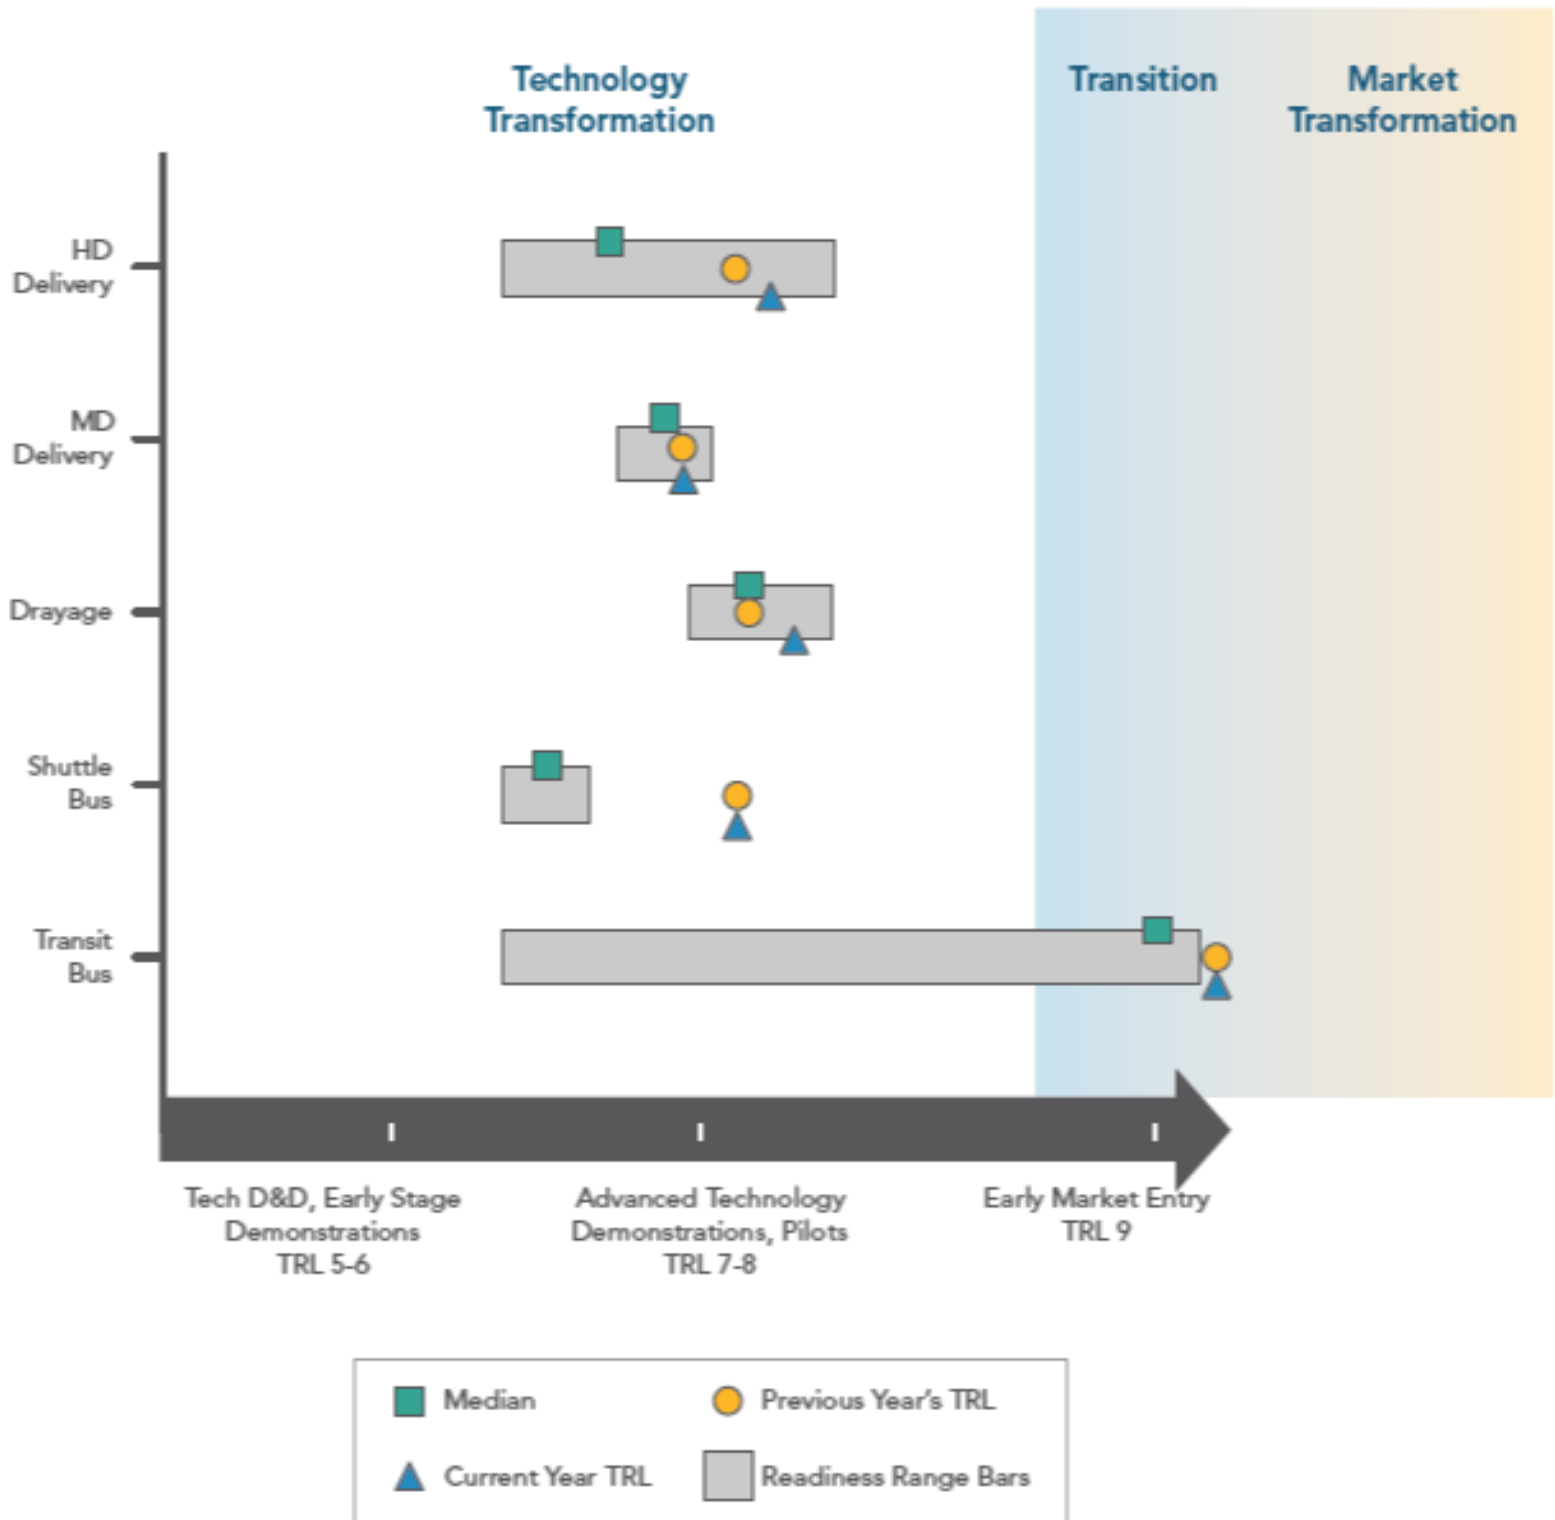 Technology
Transformation
Transition
Market
Transformation
HD
Delivery
MD
Delivery
Drayage
Shuttle
Bus
Transit
Bus
Tech D&D, Early Stage
Demonstrations
TRL 5-6
Advanced Technology
Demonstrations, Pilots
TRL 7-8
Early Market Entry
TRL 9
Median
Previous Year's TRL
Current Year TRL
Readiness Range Bars